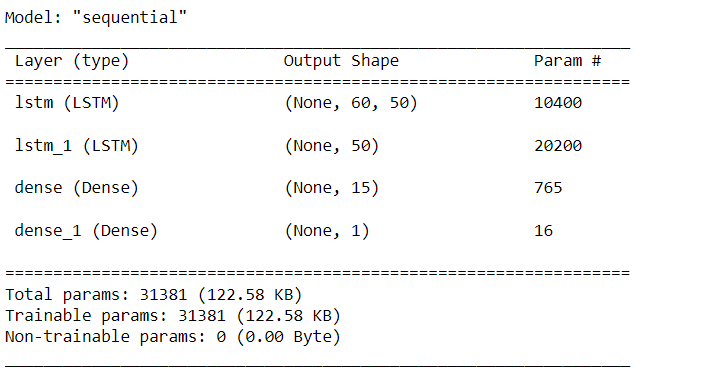 Model: "sequential"
_________________________________________________________________
Layer (type) Output Shape Param #
=================================================================
lstm (LSTM) (None, 60, 50) 10400
lstm_1 (LSTM) (None, 50) 20200
dense (Dense) (None, 15) 765
dense_1 (Dense) (None, 1) 16
=================================================================
Total params: 31381 (122.58 KB)
Trainable params: 31381 (122.58 KB)
Non-trainable params: 0 (0.00 Byte)
_________________________________________________________________